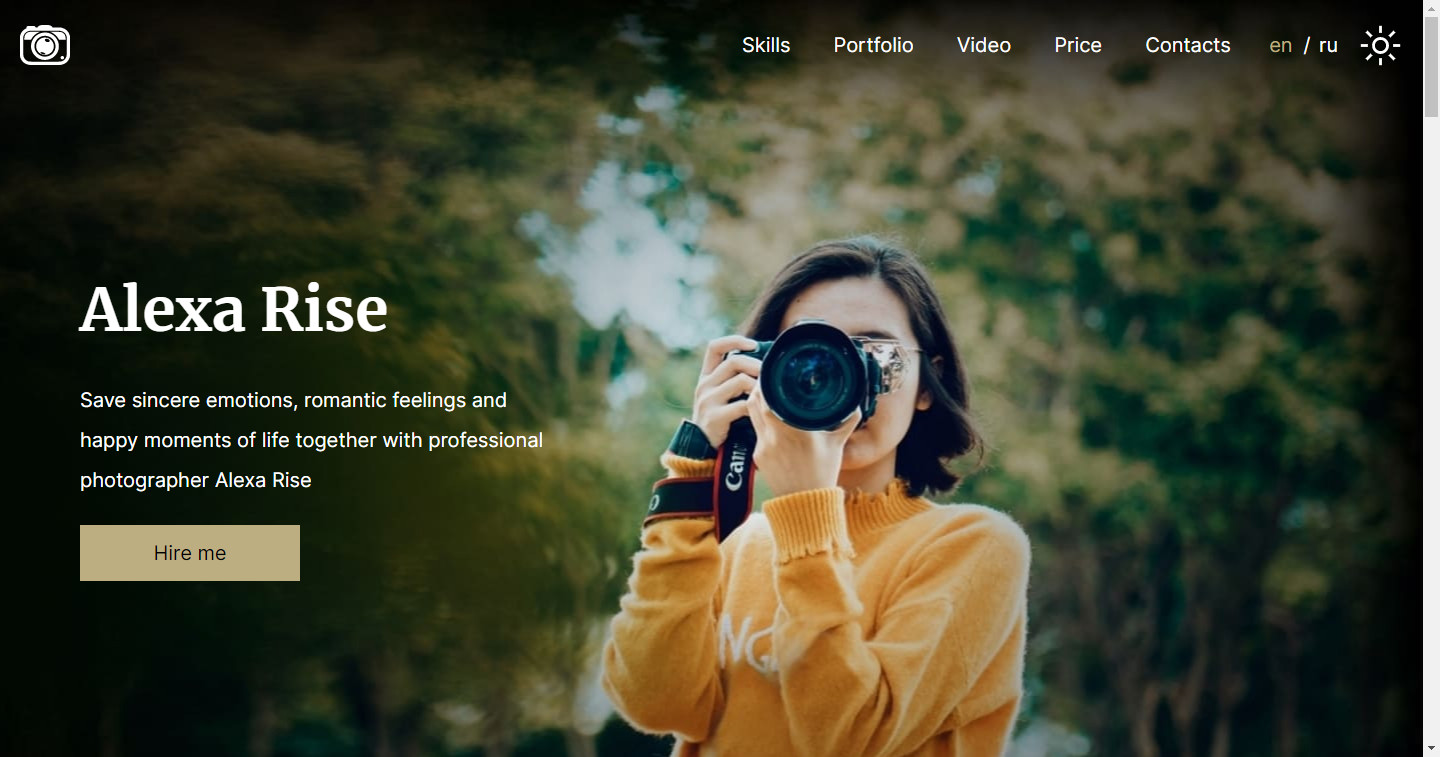 Skills Portfolio Video Price Contacts en / ru
Alexa Rise
Save sincere emotions, romantic feelings and
happy moments of life together with professional
photographer Alexa Rise
Hire me